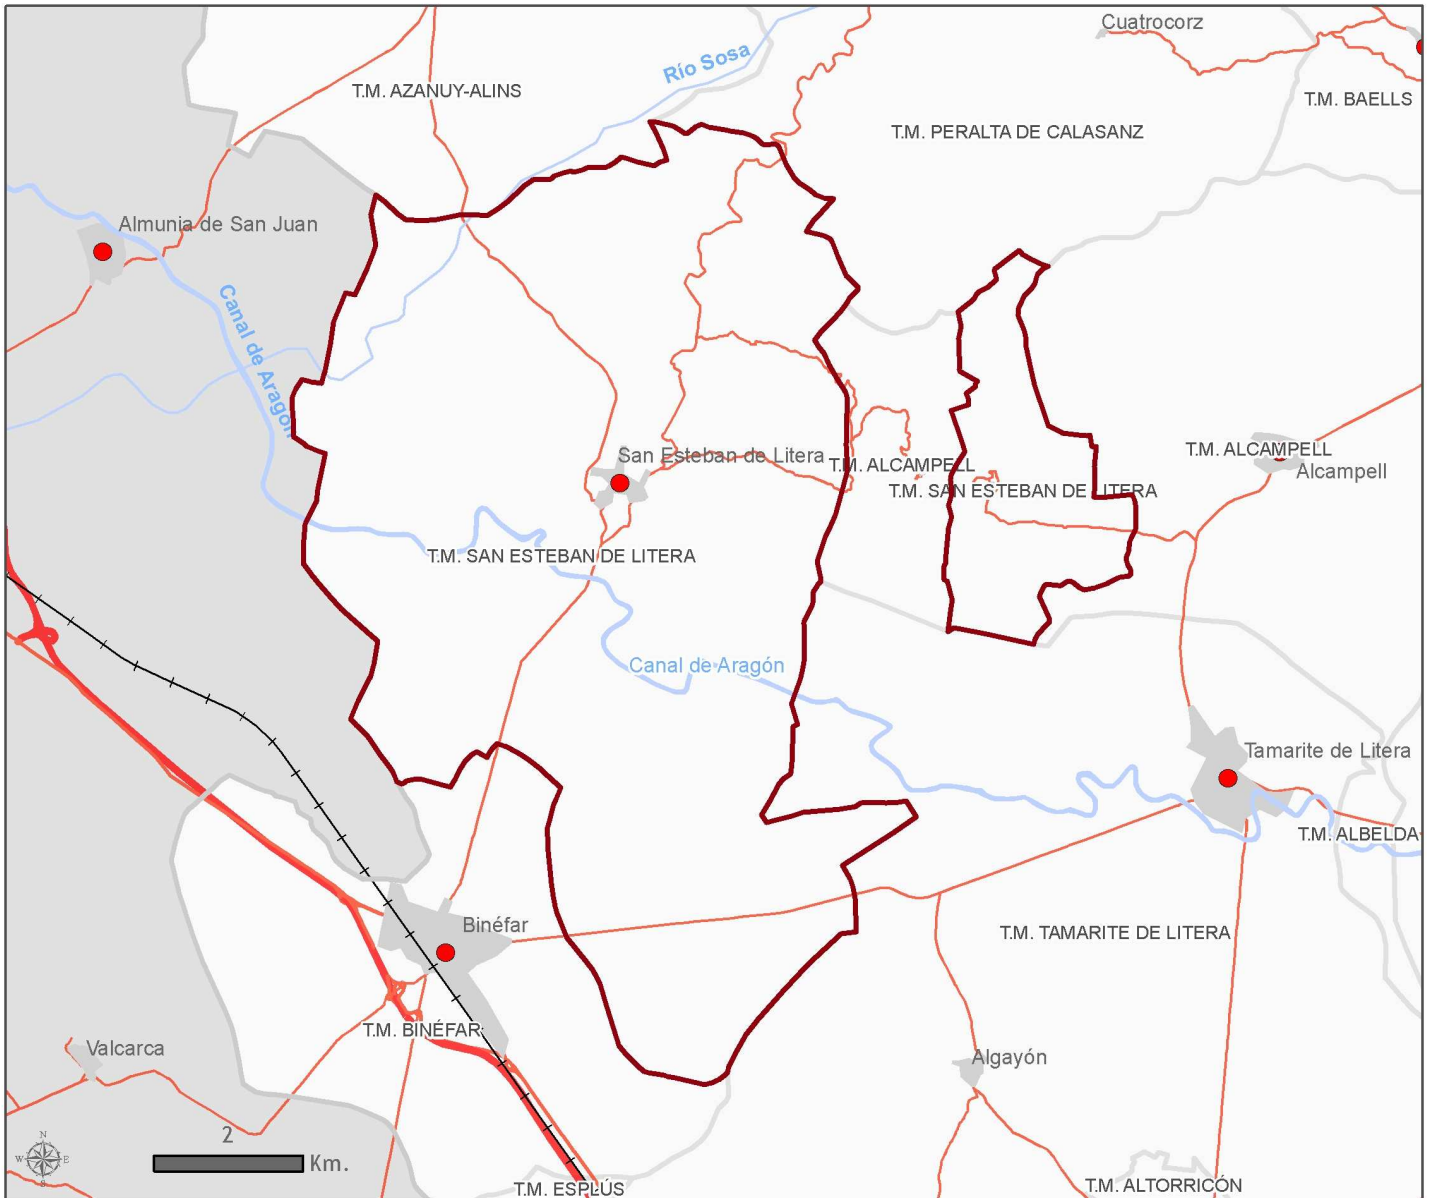 Cuatrocorz
Río Sosa
T.M. AZANUY-ALINS
T.M. BAELLS
T.M. PERALTA DE CALASANZ
Almunia de San Juan
Canal de Aragón
T.M. ALCAMPELL
San Esteban de Litera
T.M. ALCAMPELL
Alcampell
T.M. SAN ESTEBAN DE LITERA
T.M. SAN ESTEBAN DE LITERA
Canal de Aragón
Tamarite de Litera
T.M. ALBELDA
Binéfar
T.M. TAMARITE DE LITERA
T.M. BINÉFAR
Valcarca
Algayón
2
Km.
N
W
E
S
T.M. ESPLÚS
T.M. ALTORRICÓN